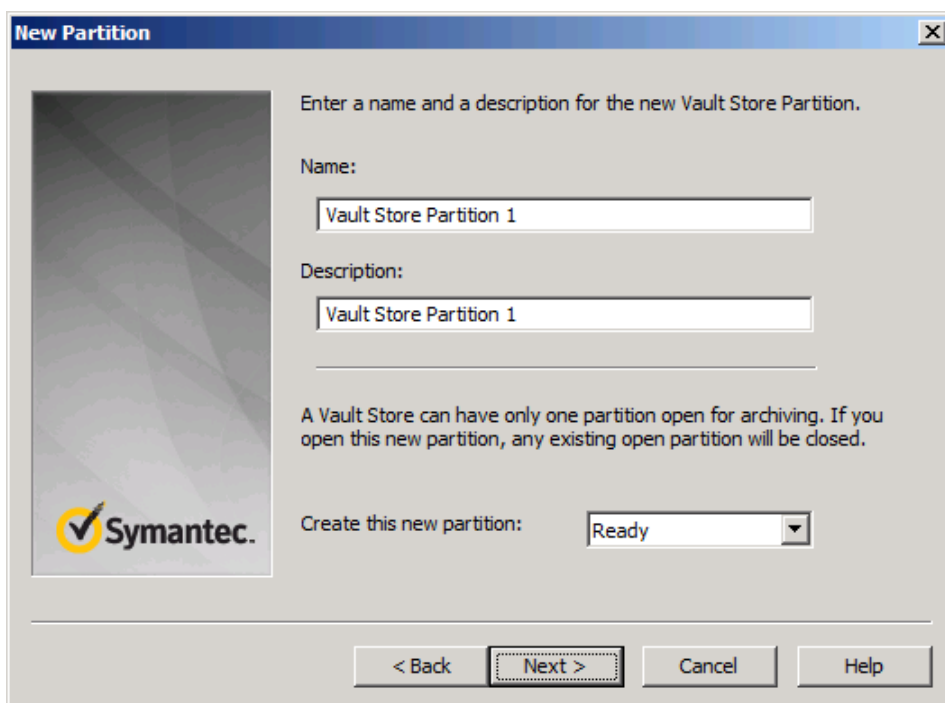 New Partition
Enter a name and a description for the new Vault Store Partition.
Name:
Vault Store Partition 1
Description:
Vault Store Partition 1
A Vault Store can have only one partition open for archiving. If you
open this new partition, any existing open partition will be closed.
Symantec.
Create this new partition:
Ready
< Back
Next >
Cancel
Help